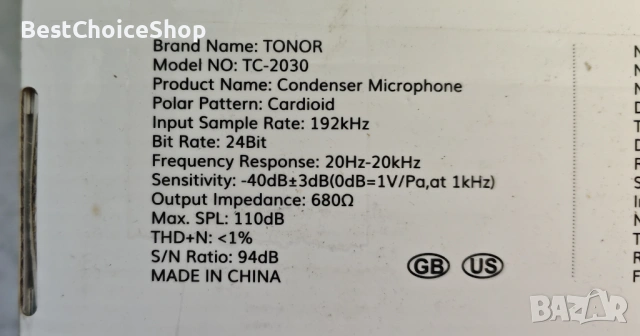 BestChoiceShop
Brand Name: TONOR
Model NO: TC-2030
Product Name: Condenser Microphone
Polar Pattern: Cardioid
Input Sample Rate: 192kHz
Bit Rate: 24Bit
Frequency Response: 20Hz-20kHz
Sensitivity: -40dB±3dB(0dB=1V/Pa,at 1kHz)
Output Impedance: 680Ω
Max. SPL: 110dB
THD+N: <1%
S/N Ratio: 94dB
MADE IN CHINA
GB US
BAZAR.bg